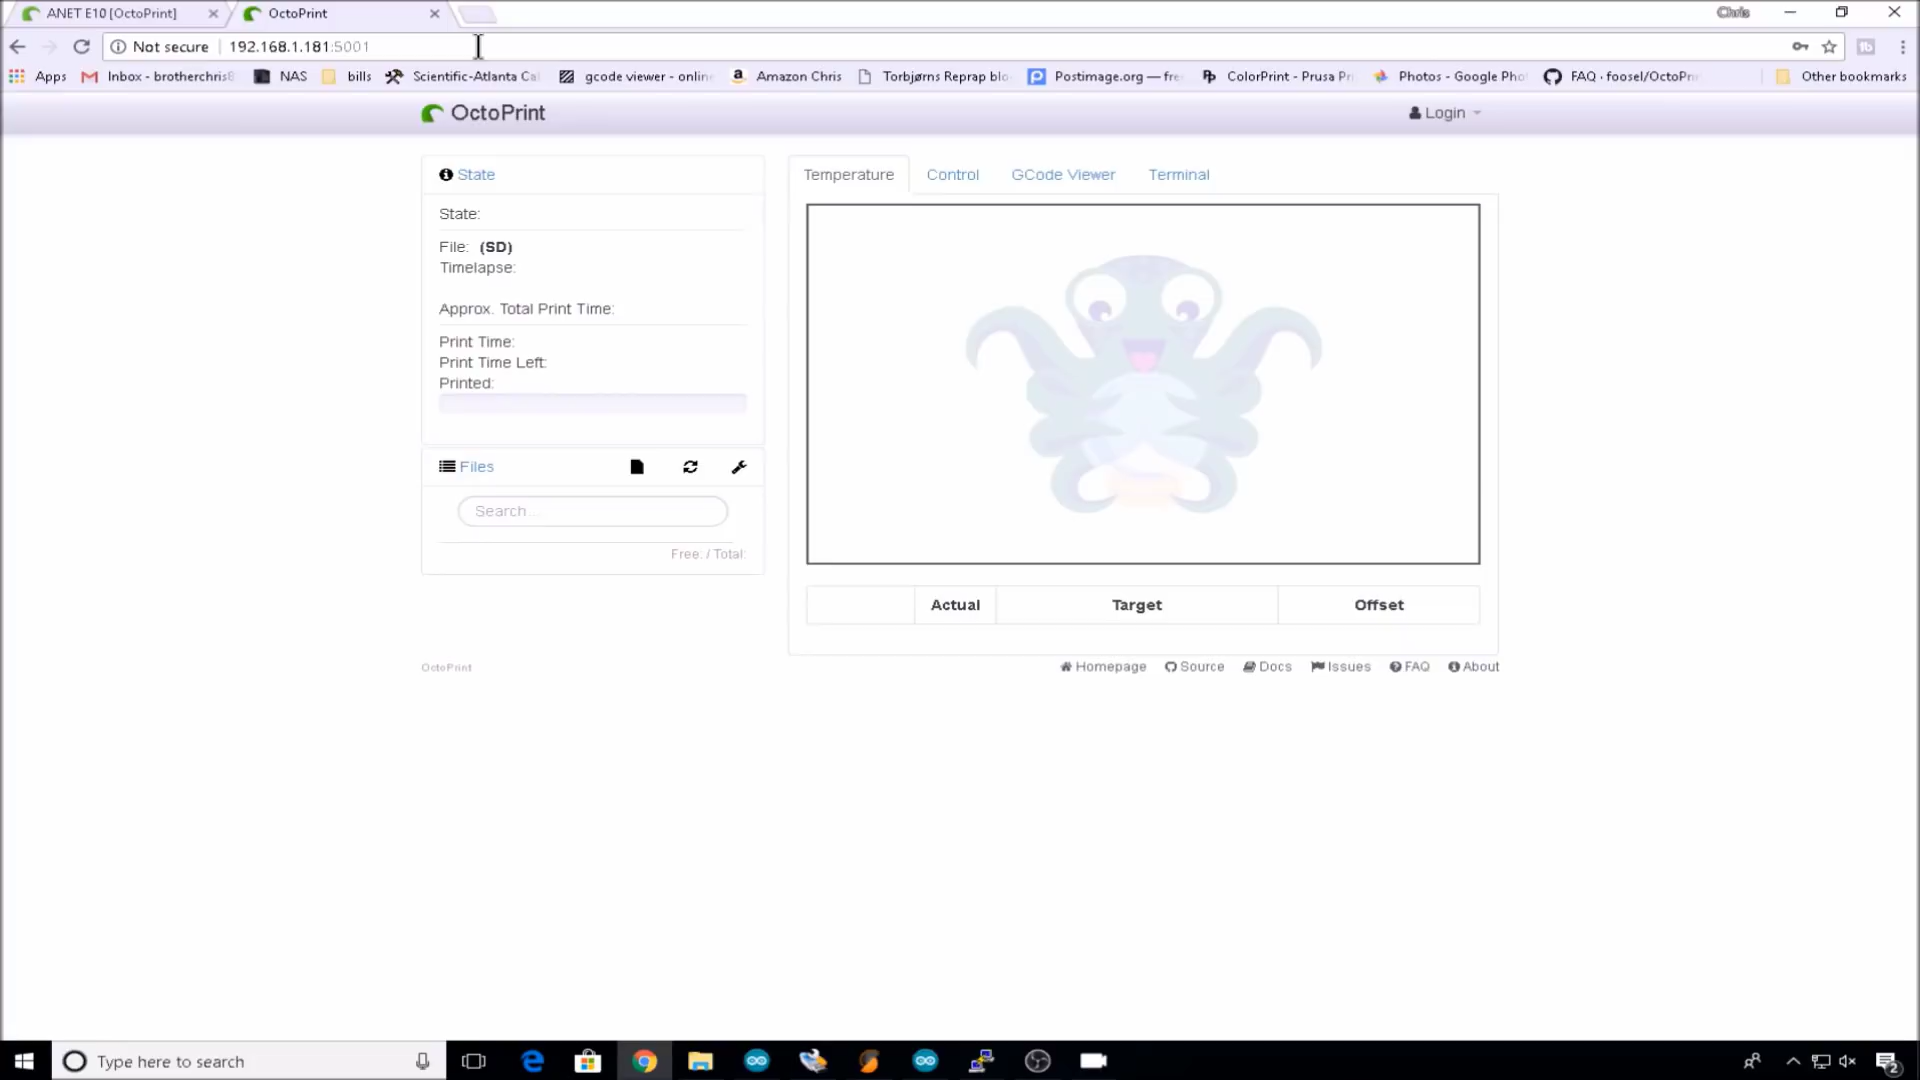 ANET E10 [OctoPrint]
OctoPrint
Chris
Not secure
192.168.1.181:5001
Apps
Inbox - brotherchris8
NAS
bills
Scientific-Atlanta Ca
gcode viewer - onlin
Amazon Chris
Torbjørns Reprap blo
Postimage.org — fre
ColorPrint - Prusa Pr
Photos - Google Pho
FAQ · foosel/OctoPri
Other bookmarks
OctoPrint
Login
State
State:
File: (SD)
Timelapse:
Approx. Total Print Time:
Print Time:
Print Time Left:
Printed:
Files
Search...
Free: / Total:
Temperature
Control
GCode Viewer
Terminal
Actual
Target
Offset
OctoPrint
Homepage
Source
Docs
Issues
FAQ
About
Type here to search
2